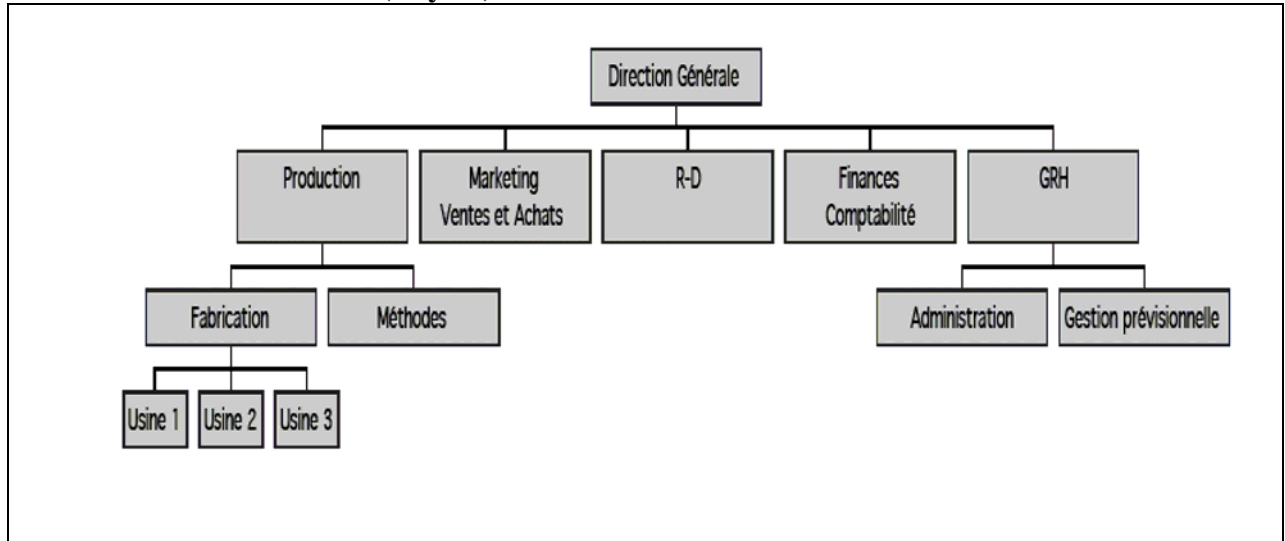 Direction Générale
Production
Marketing
Ventes et Achats
R-D
Finances
Comptabilité
GRH
Fabrication
Méthodes
Administration
Gestion prévisionnelle
Usine 1
Usine 2
Usine 3